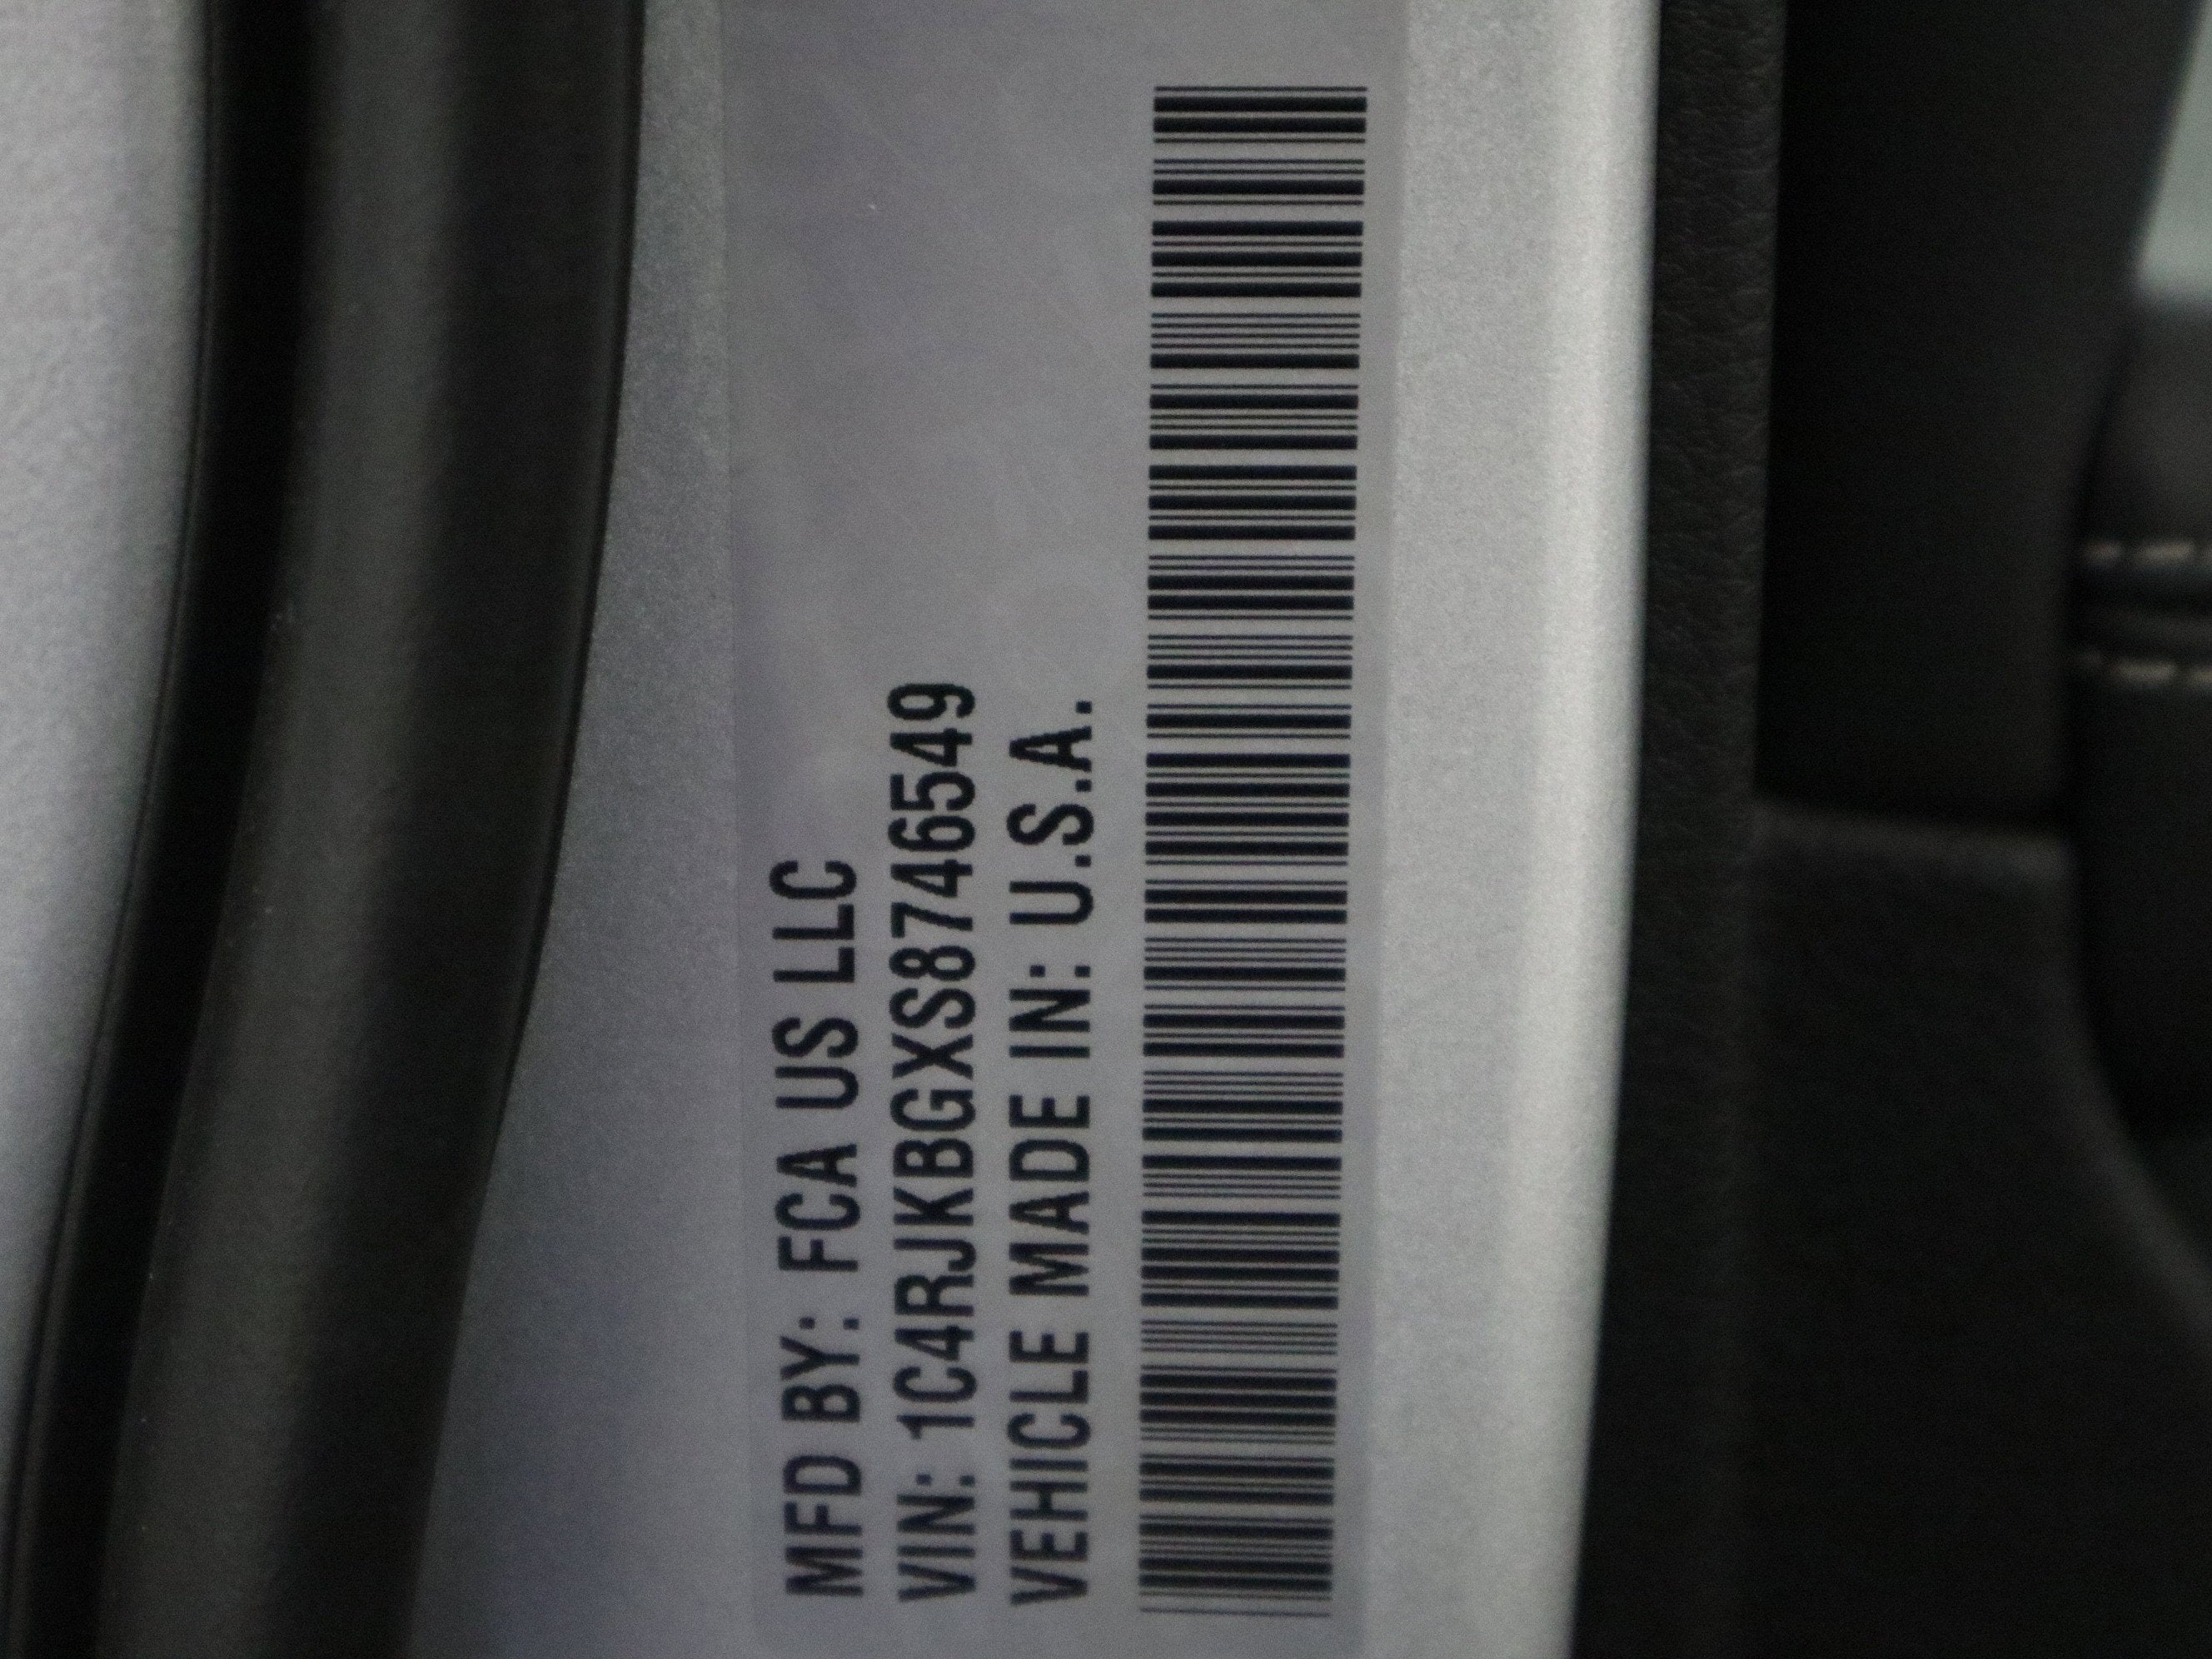 MFD BY: FCA US LLC
VIN: 1C4RJKBGXS8746549
VEHICLE MADE IN: U.S.A.